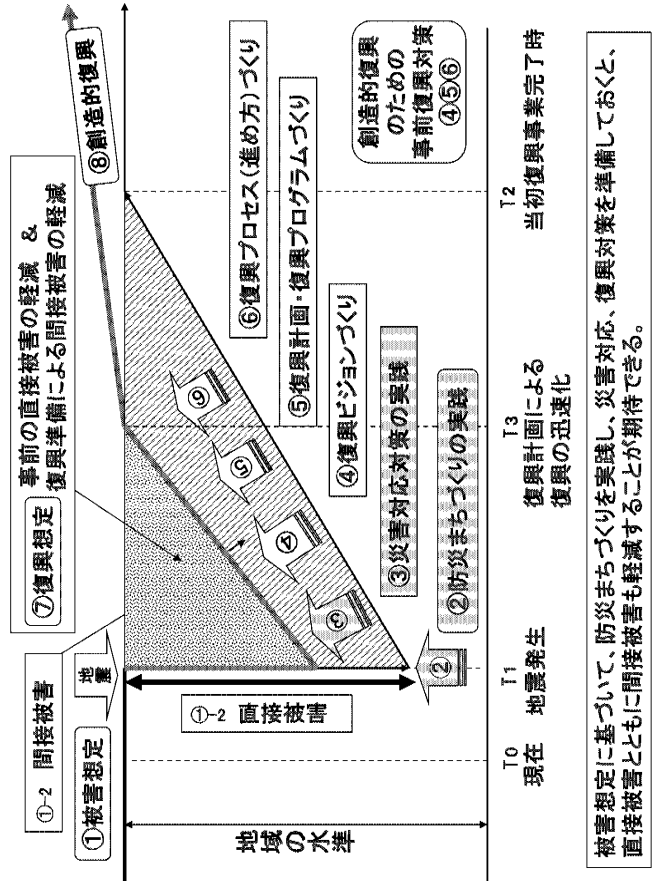 事前の直接被害の軽減 ＆
復興準備による間接被害の軽減
⑦復興想定
⑧創造的復興
①-2 間接被害
①被害想定
地震
①-2 直接被害
地域の水準
②
③
④
⑤
⑥
⑥復興プロセス（進め方）づくり
⑤復興計画・復興プログラムづくり
④復興ビジョンづくり
③災害対応対策の実践
②防災まちづくりの実践
創造的復興
のための
事前復興対策
④⑤⑥
T0
現在
T1
地震発生
T3
復興計画による
復興の迅速化
T2
当初復興事業完了時
被害想定に基づいて、防災まちづくりを実践し、災害対応、復興対策を準備しておくと、
直接被害とともに間接被害も軽減することが期待できる。